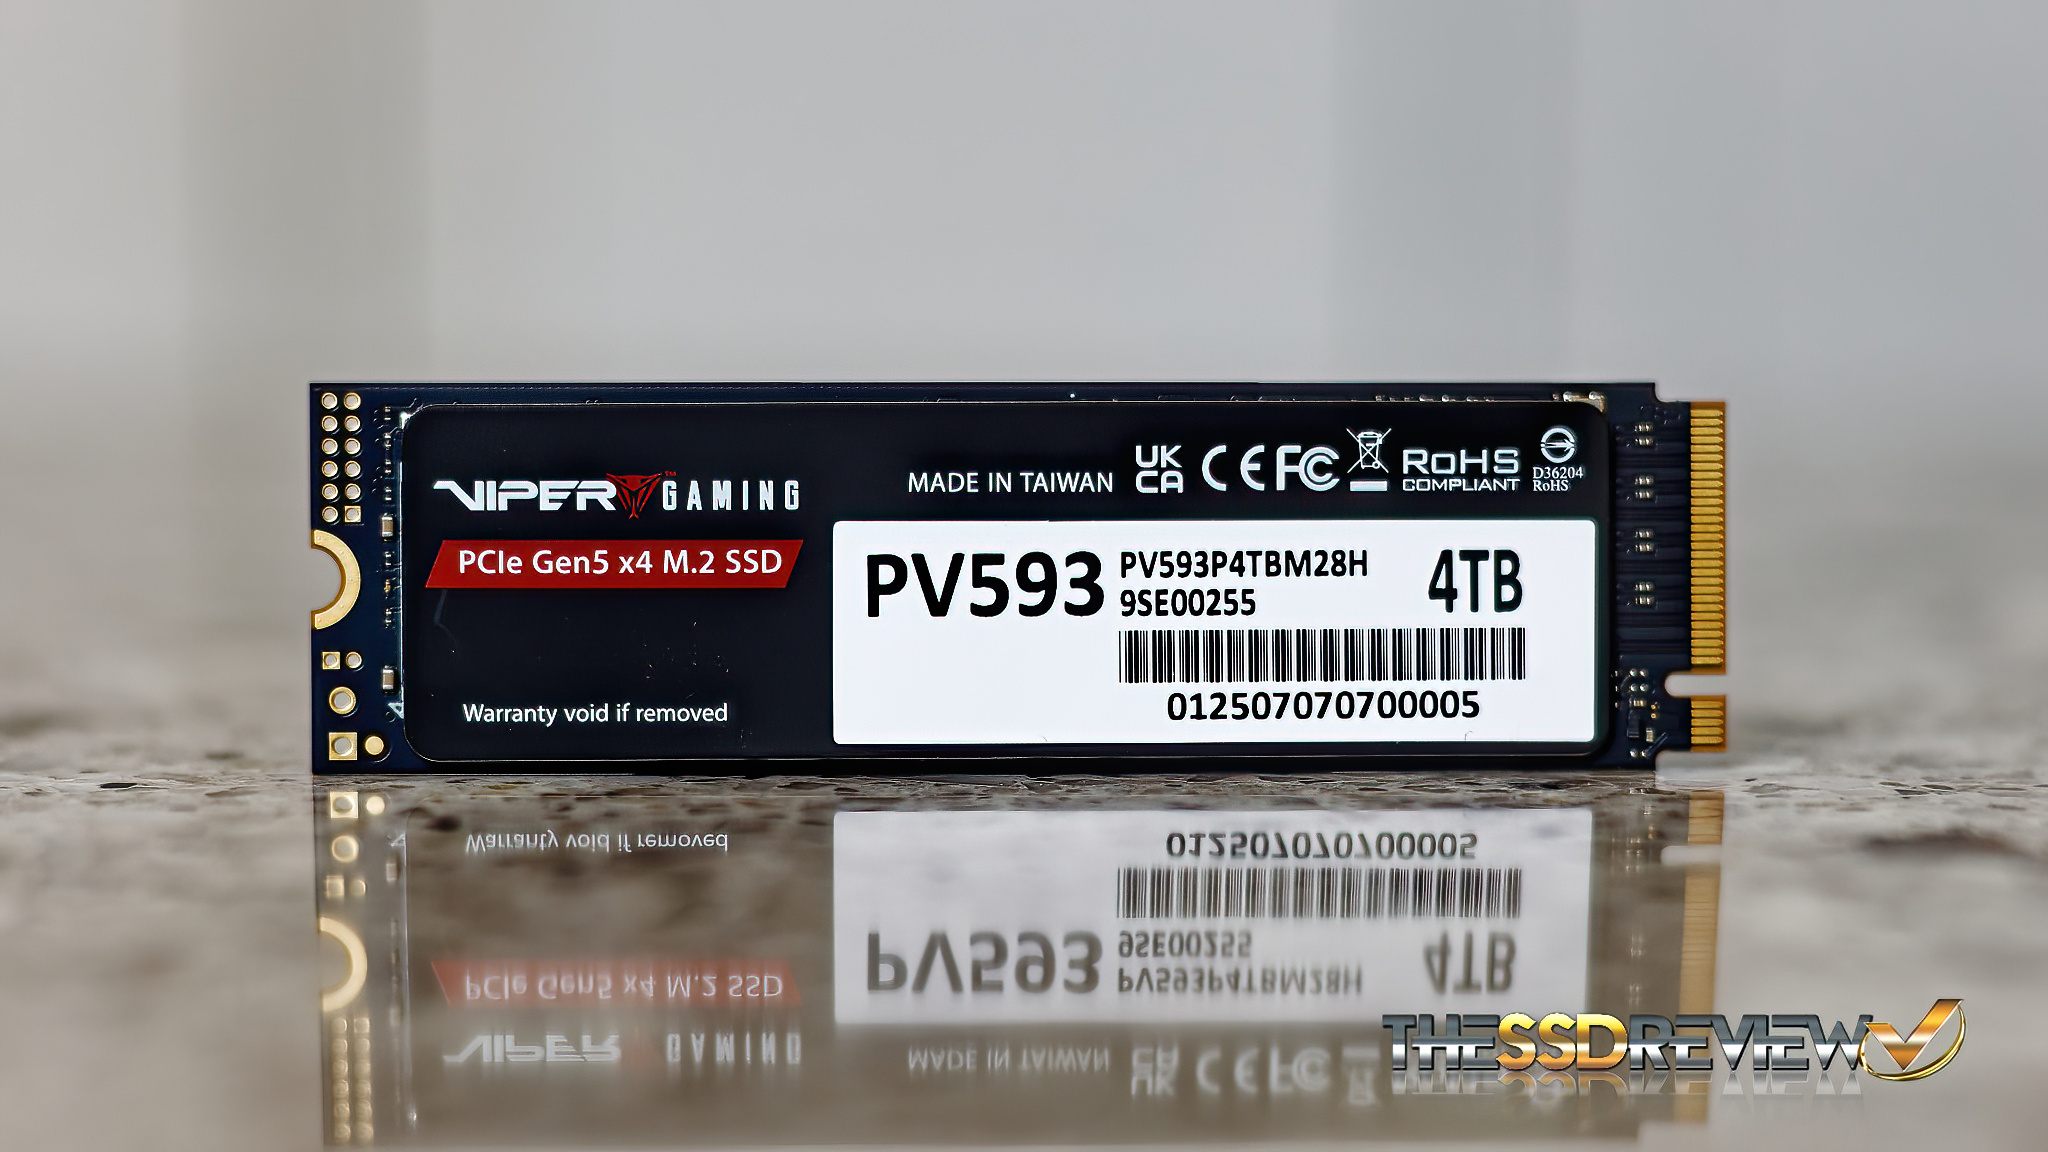 VIPER GAMING
PCIe Gen5 x4 M.2 SSD
Warranty void if removed
MADE IN TAIWAN
UK
CA
CE FC
RoHS
COMPLIANT
D36204
RoHS
PV593
PV593P4TBM28H
9SE00255
4TB
012507070700005
THESSDREVIEW